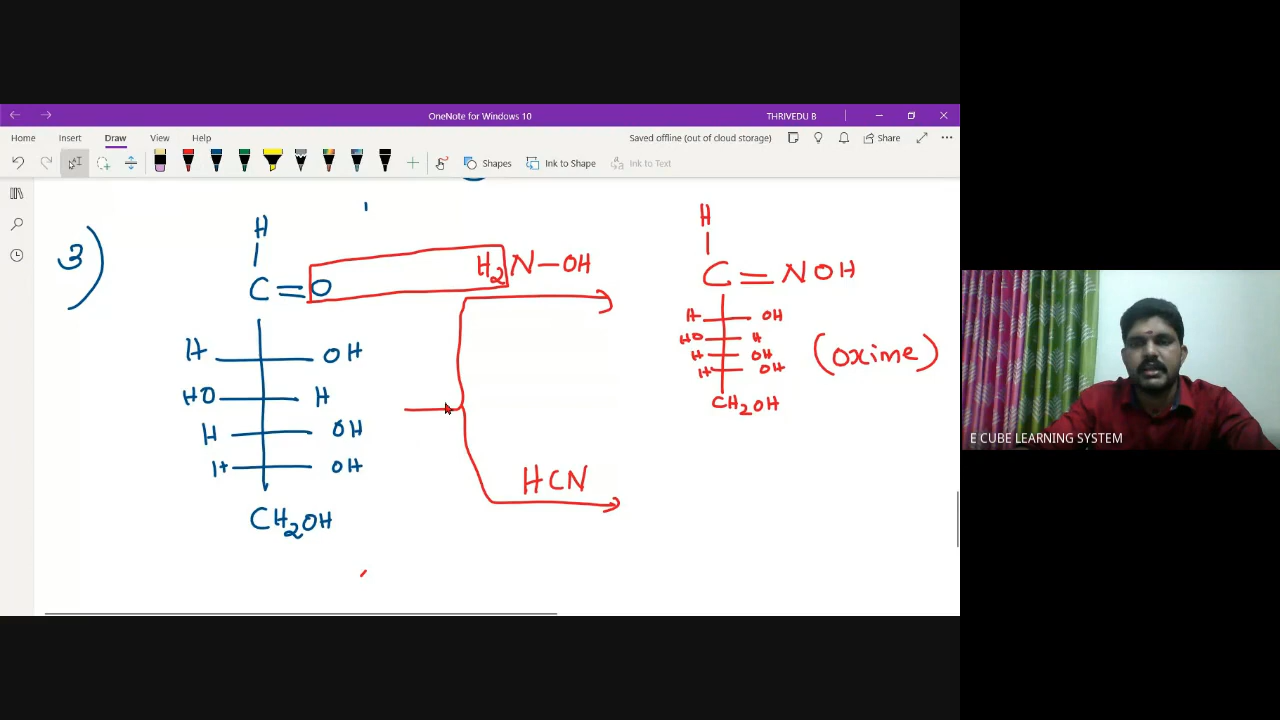 OneNote for Windows 10
THRIVEDU B
Home Insert Draw View Help
Saved offline (out of cloud storage)
Share
Shapes
Ink to Shape
Ink to Text
3)
H
C=O
H OH
HO H
H OH
H OH
CH2OH
H2N-OH
HCN
H
C=NOH
H OH
HO H
H OH
H OH
CH2OH
(oxime)
E CUBE LEARNING SYSTEM